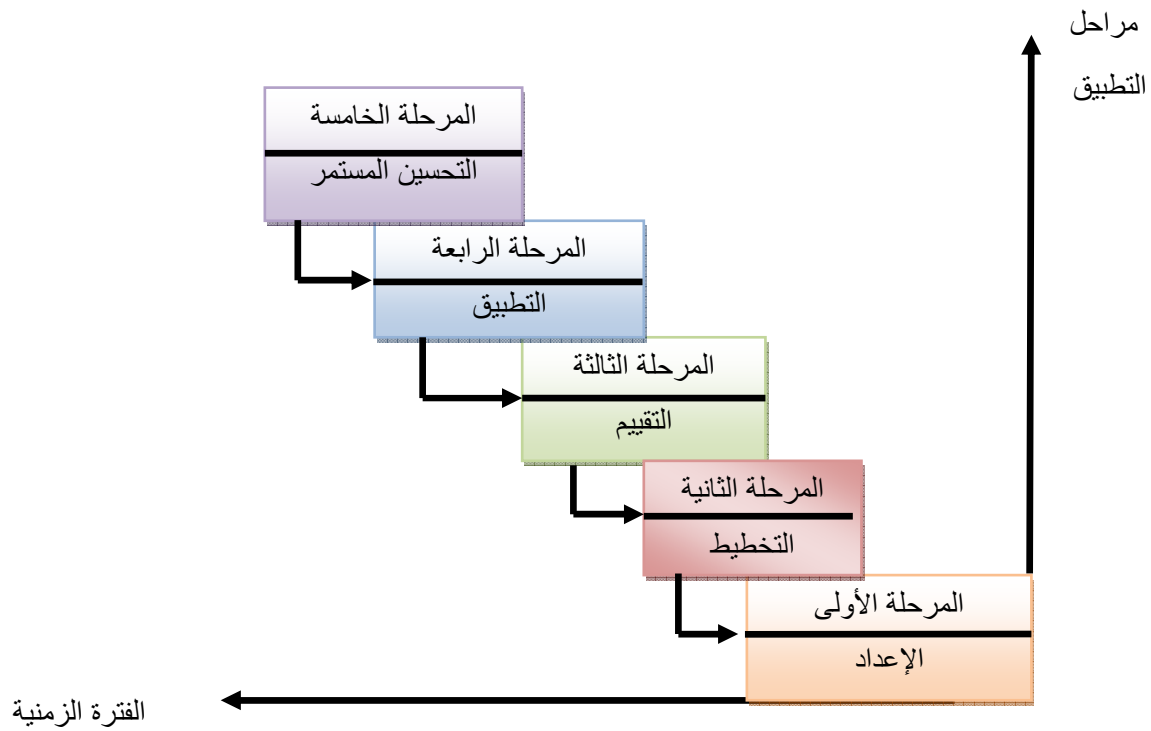 مراحل
التطبيق
المرحلة الخامسة
التحسين المستمر
المرحلة الرابعة
التطبيق
المرحلة الثالثة
التقييم
المرحلة الثانية
التخطيط
المرحلة الأولى
الإعداد
الفترة الزمنية